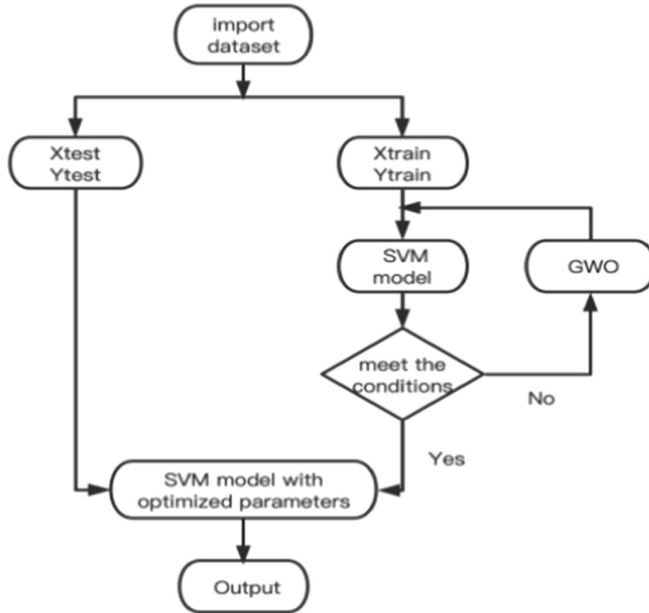 import
dataset
Xtest
Ytest
Xtrain
Ytrain
SVM
model
GWO
meet the
conditions
No
Yes
SVM model with
optimized parameters
Output